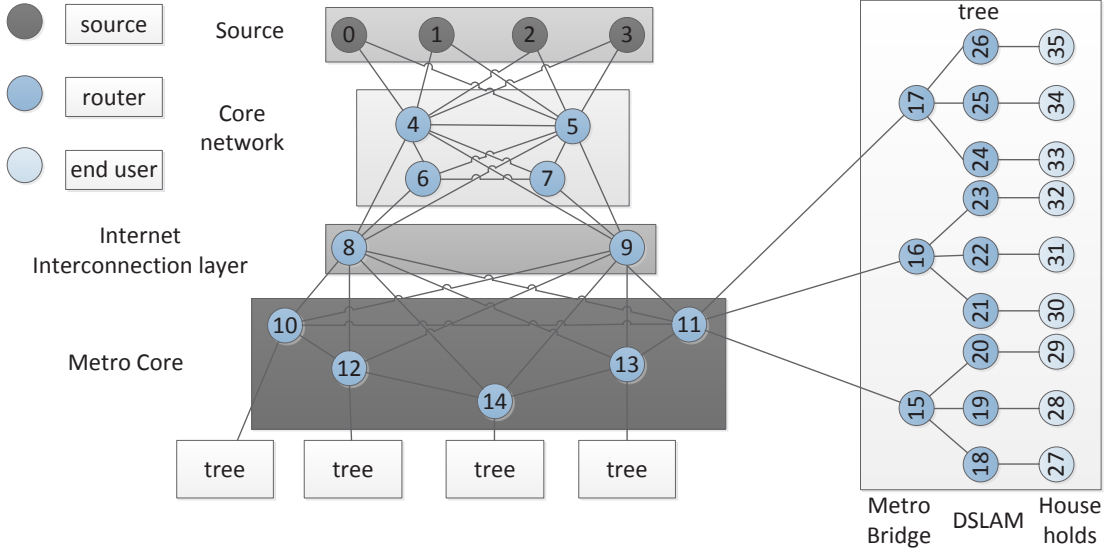 source
router
end user
Source
0
1
2
3
Core
network
4
5
6
7
Internet
Interconnection layer
8
9
Metro Core
10
11
12
13
14
tree
tree
tree
tree
tree
26
35
17
25
34
24
33
23
32
16
22
31
21
30
20
29
15
19
28
18
27
Metro
Bridge
DSLAM
House
holds